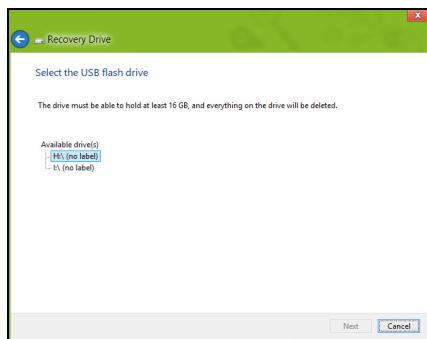 Recovery Drive
Select the USB flash drive
The drive must be able to hold at least 16 GB, and everything on the drive will be deleted.
Available drive(s)
H:\ (no label)
I:\ (no label)
Next Cancel